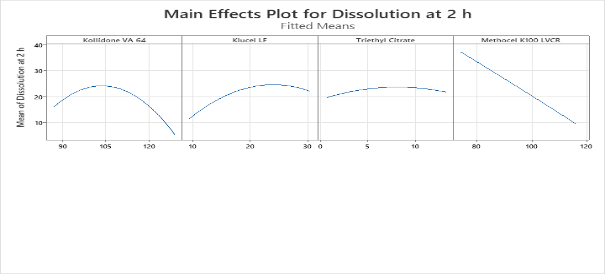 Main Effects Plot for Dissolution at 2 h
Fitted Means
Kollidone VA 64 Klucel LF Triethyl Citrate Methocel K100 LVCR
Mean of Dissolution at 2 h
40
30
20
10
90 105 120 10 20 30 0 5 10 80 100 120